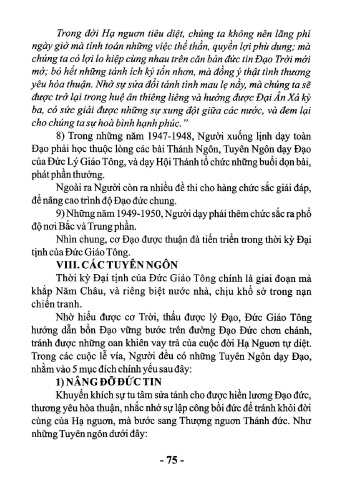 Trong đời Hạ nguơn tiêu diệt, chúng ta không nên lãng phí
ngày giờ mà tính toán những việc thế thần, quyền lợi phù dung; mà
chúng ta có lợi lo hiệp cùng nhau trên căn bản đức tin Đạo Trời mới
mở; bỏ hết những tánh ích kỷ tổn nhơn, mà đồng ý thật tình thương
yêu hòa thuận. Nhờ sự sửa đổi tánh tình mau lẹ nầy, mà chúng ta sẽ
được trở lại trong huệ ân thiêng liêng và hưởng được Đại Ân Xá kỳ
ba, có sức giải được những sự xung đột giữa các nước, và đem lại
cho chúng ta sự hoà bình hạnh phúc."
8) Trong những năm 1947-1948, Người xuống lịnh dạy toàn
Đạo phải học thuộc lòng các bài Thánh Ngôn, Tuyên Ngôn dạy Đạo
của Đức Lý Giáo Tông, và dạy Hội Thánh tổ chức những buổi dọn bài,
phát phần thưởng.
Ngoài ra Người còn ra nhiều đề thi cho hàng chức sắc giải đáp,
để nâng cao trình độ Đạo đức chung.
9) Những năm 1949-1950, Người dạy phái thêm chức sắc ra phổ
độ nơi Bắc và Trung phần.
Nhìn chung, cơ Đạo được thuận đà tiến triển trong thời kỳ Đại
tịnh của Đức Giáo Tông.
VIII. CÁC TUYÊN NGÔN
Thời kỳ Đại tịnh của Đức Giáo Tông chính là giai đoạn mà
khắp Năm Châu, và riêng biệt nước nhà, chịu khổ sở trong nạn
chiến tranh.
Nhờ hiểu được cơ Trời, thấu được lý Đạo, Đức Giáo Tông
hướng dẫn bổn Đạo vững bước trên đường Đạo Đức chơn chánh,
tránh được những oan khiên vay trả của cuộc đời Hạ Nguơn tự diệt.
Trong các cuộc lễ vía, Người đều có những Tuyên Ngôn dạy Đạo,
nhằm vào 5 mục đích chính yếu sau đây:
1) NÂNG ĐỠ ĐỨC TIN
Khuyến khích sự tu tâm sửa tánh cho được hiền lương Đạo đức,
thương yêu hòa thuận, nhắc nhở sự lập công bồi đức để tránh khỏi đời
cùng của Hạ nguơn, mà bước sang Thượng nguơn Thánh đức. Như
những Tuyên ngôn dưới đây:
- 75 -